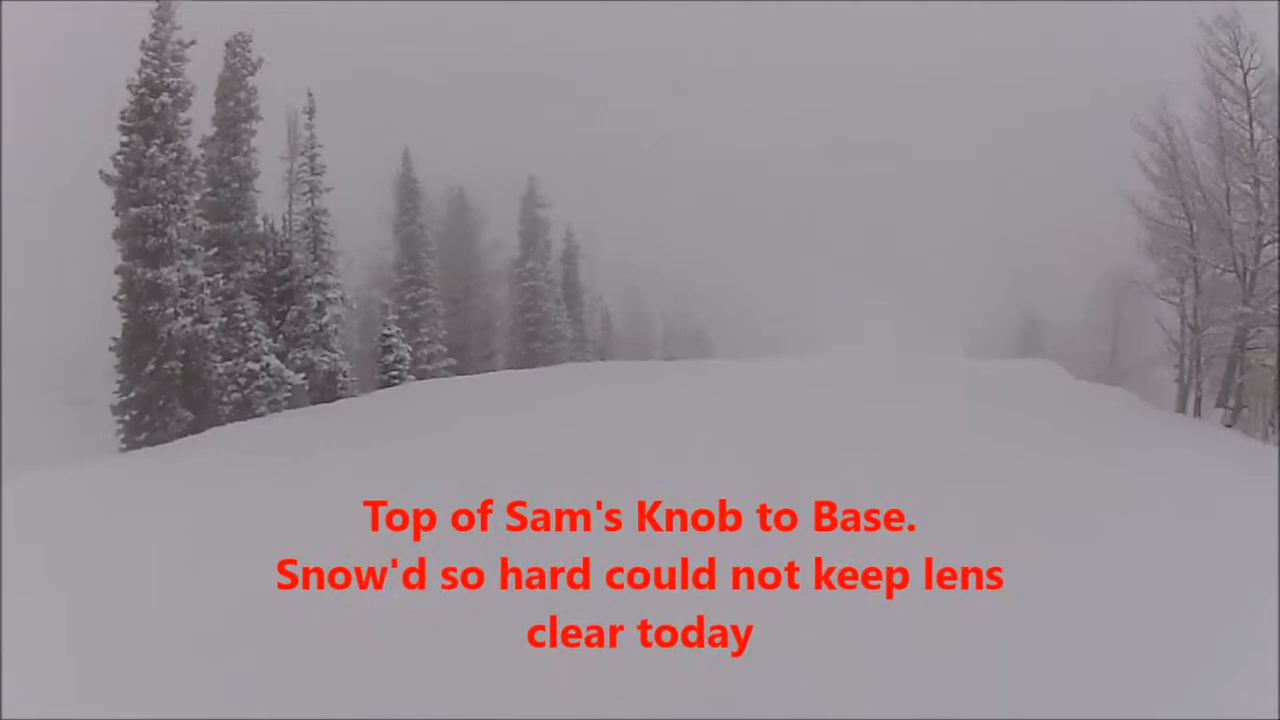 Top of Sam's Knob to Base.
Snow'd so hard could not keep lens
clear today